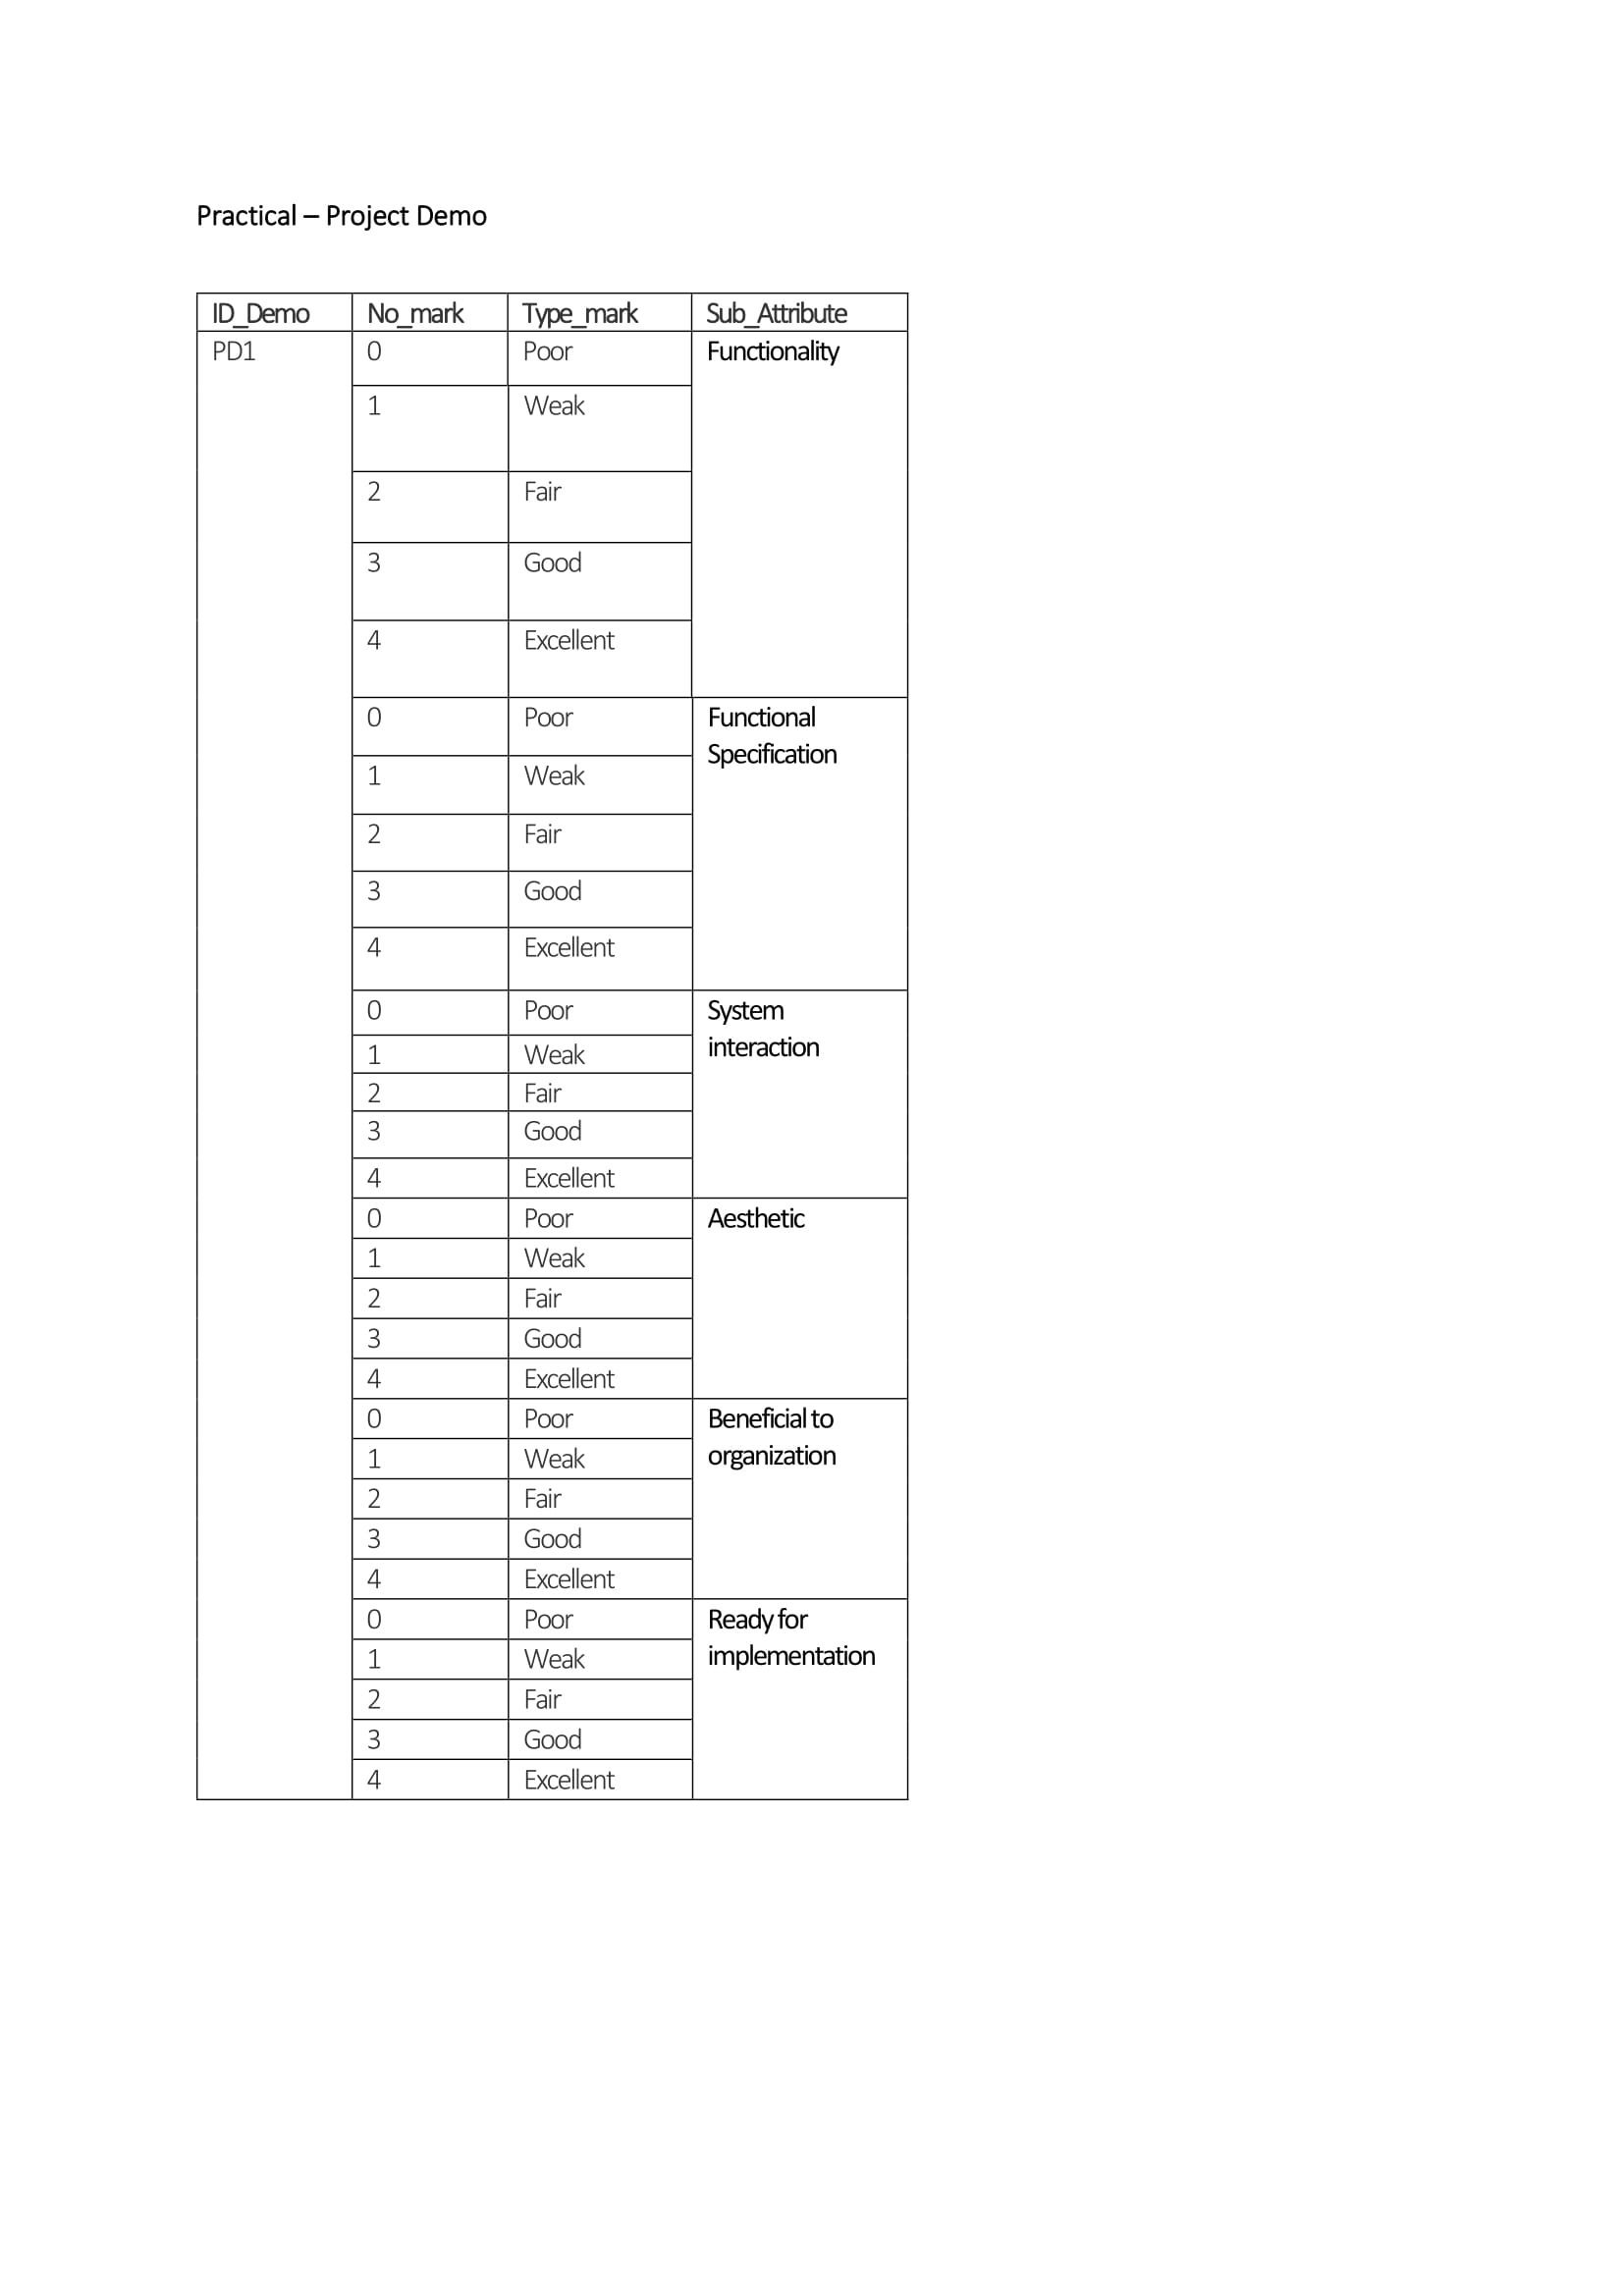 Practical – Project Demo
ID_Demo No_mark Type_mark Sub_Attribute
PD1 0 Poor Functionality
1 Weak
2 Fair
3 Good
4 Excellent
0 Poor Functional
Specification
1 Weak
2 Fair
3 Good
4 Excellent
0 Poor System
interaction
1 Weak
2 Fair
3 Good
4 Excellent
0 Poor Aesthetic
1 Weak
2 Fair
3 Good
4 Excellent
0 Poor Beneficial to
organization
1 Weak
2 Fair
3 Good
4 Excellent
0 Poor Ready for
implementation
1 Weak
2 Fair
3 Good
4 Excellent